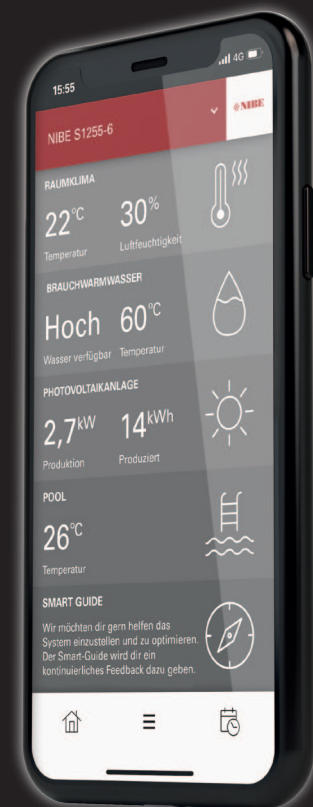 15:55
4G
NIBE S1255-6
NIBE
RAUMKLIMA
22°C
30%
Temperatur
Luftfeuchtigkeit
BRAUCHWARMWASSER
Hoch
60°C
Wasser verfügbar
Temperatur
PHOTOVOLTAIKANLAGE
2,7kW
14kWh
Produktion
Produziert
POOL
26°C
Temperatur
SMART GUIDE
Wir möchten dir gern helfen das
System einzustellen und zu optimieren.
Der Smart-Guide wird dir ein
kontinuierliches Feedback dazu geben.